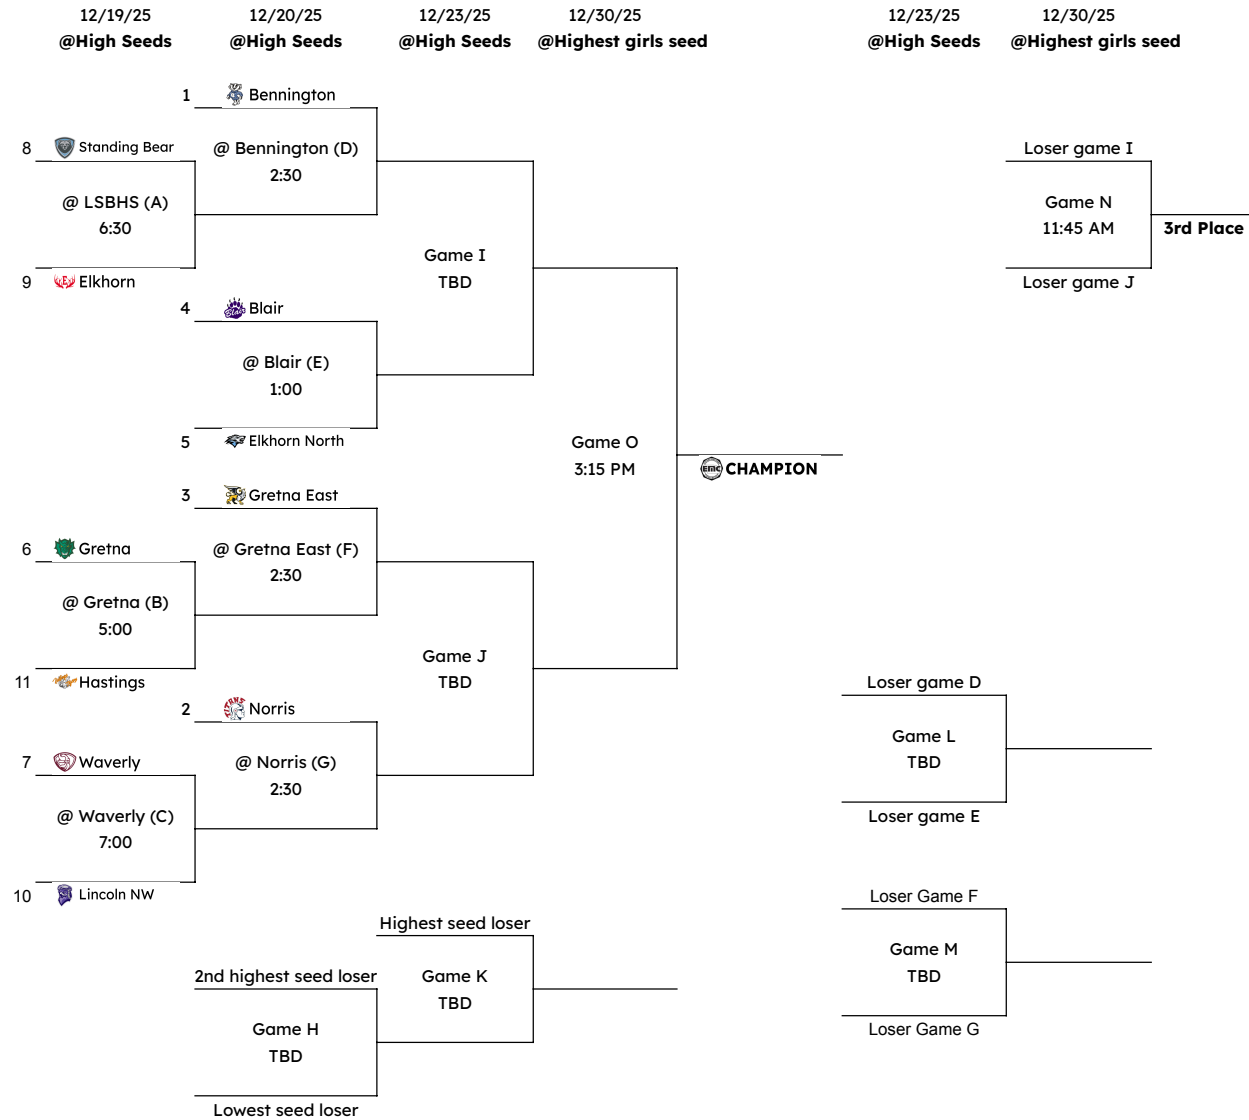 12/19/25 12/20/25 12/23/25 12/30/25 12/23/25 12/30/25
@High Seeds @High Seeds @High Seeds @Highest girls seed @High Seeds @Highest girls seed
1 Bennington
8 Standing Bear @ Bennington (D) Loser game I
2:30
@ LSBHS (A) Game N
6:30 11:45 AM 3rd Place
Game I
9 Elkhorn TBD Loser game J
4 Blair
@ Blair (E)
1:00
5 Elkhorn North Game O
3:15 PM EMC CHAMPION
3 Gretna East
6 Gretna @ Gretna East (F)
2:30
@ Gretna (B)
5:00
Game J
11 Hastings TBD Loser game D
2 TITANS Norris
Game L
7 Waverly @ Norris (G) TBD
2:30
@ Waverly (C) Loser game E
7:00
10 Lincoln NW Loser Game F
Highest seed loser
Game M
2nd highest seed loser Game K TBD
TBD
Game H Loser Game G
TBD
Lowest seed loser